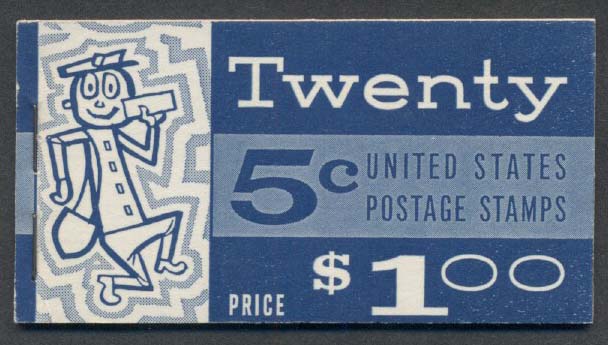 Twenty
5c UNITED STATES
POSTAGE STAMPS
PRICE $1.00